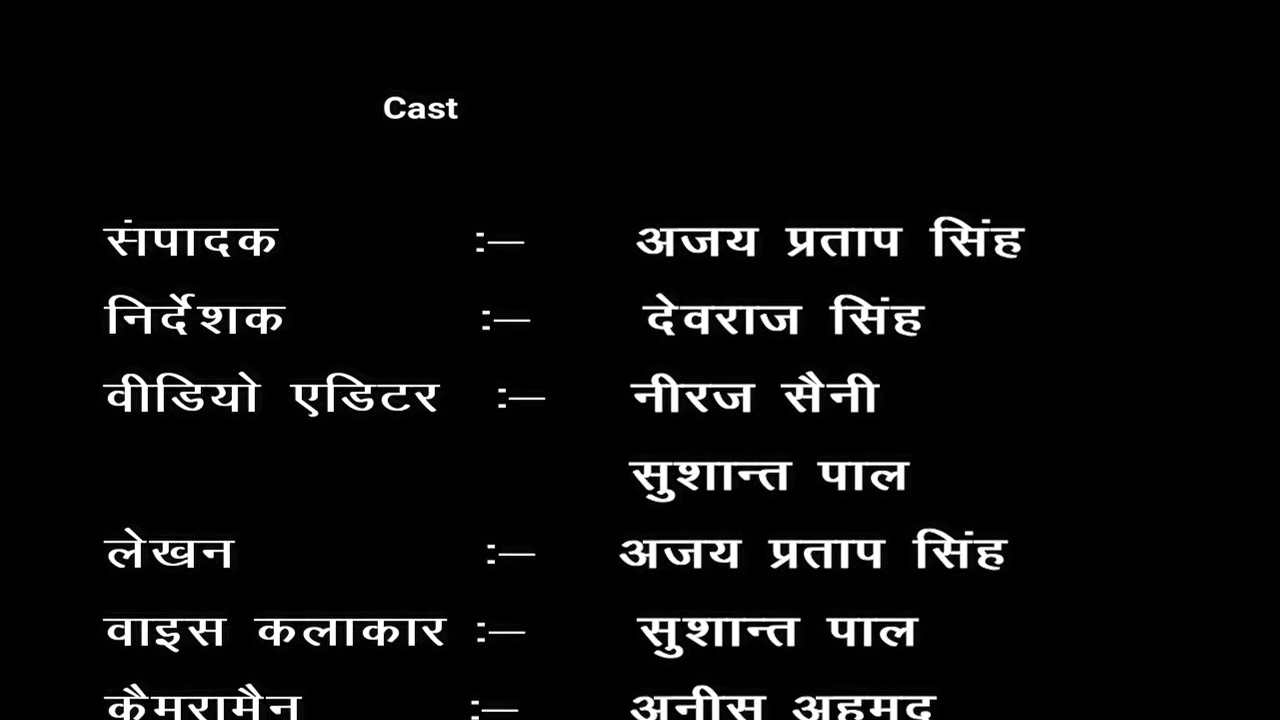 Cast
संपादक :— अजय प्रताप सिंह
निर्देशक :— देवराज सिंह
वीडियो एडिटर :— नीरज सैनी
सुशान्त पाल
लेखन :— अजय प्रताप सिंह
वाइस कलाकार :— सुशान्त पाल
कैमरामैन :— अनीस अहमद